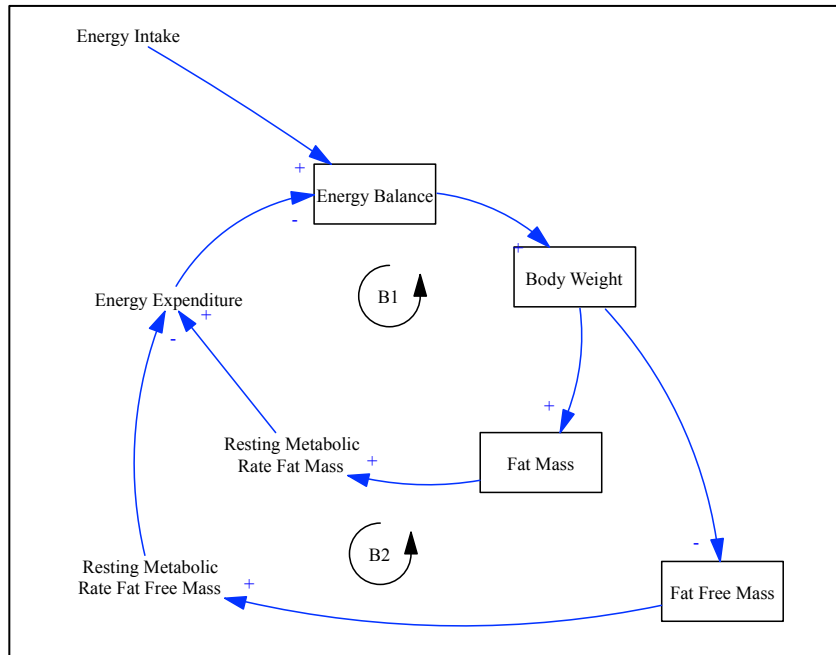 Energy Intake
+
Energy Balance
-
+
Body Weight
B1
Energy Expenditure
+
-
+
Resting Metabolic
Rate Fat Mass
+
Fat Mass
B2
-
Resting Metabolic
Rate Fat Free Mass
+
Fat Free Mass